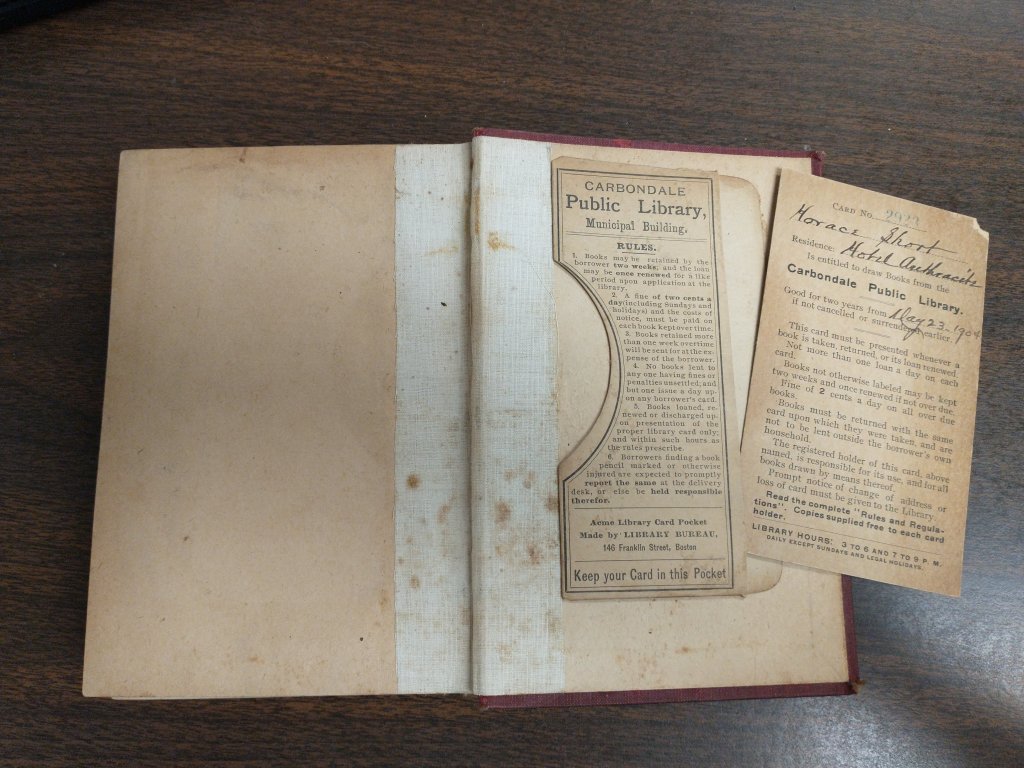 CARBONDALE
Public Library,
Municipal Building.
RULES.
1. Books may be retained by the
borrower two weeks, and the loan
may be once renewed for a like
period upon application at the
library.
2. A fine of two cents a
day (including Sundays and
holidays) and the costs of
notice, must be paid on
each book kept over time.
3. Books retained more
than one week overtime
will be sent for at the ex-
pense of the borrower.
4. No books lent to
any one having fines or
penalties unsettled; and
but one issue a day up-
on any borrower's card.
5. Books loaned, re-
newed or discharged up-
on presentation of the
proper library card only;
and within such hours as
the rules prescribe.
6. Borrowers finding a book
pencil marked or otherwise
injured are expected to promptly
report the same at the delivery
desk, or else be held responsible
therefor.
Acme Library Card Pocket
Made by LIBRARY BUREAU,
146 Franklin Street, Boston
Keep your Card in this Pocket
CARD No. 2929
Horace Short
Residence: Hotel Anthracite
Is entitled to draw Books from the
Carbondale Public Library.
Good for two years from May 23-1904
if not cancelled or surrendered earlier.
This card must be presented whenever a
book is taken, returned, or its loan renewed
Not more than one loan a day on each
card.
Books not otherwise labeled may be kept
two weeks and once renewed if not over due.
Fine of 2 cents a day on all over due
books.
Books must be returned with the same
card upon which they were taken, and are
not to be lent outside the borrower's own
household.
The registered holder of this card, above
named, is responsible for its use, and for all
books drawn by means thereof.
Prompt notice of change of address or
loss of card must be given to the Library.
Read the complete "Rules and Regula-
tions". Copies supplied free to each card
holder.
LIBRARY HOURS: 3 TO 6 AND 7 TO 9 P. M.
DAILY EXCEPT SUNDAYS AND LEGAL HOLIDAYS.